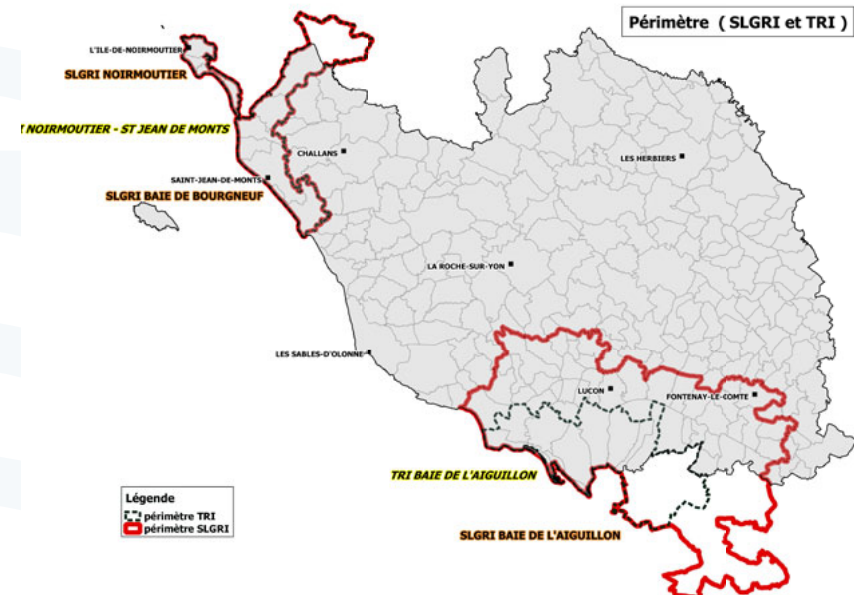 Périmètre ( SLGRI et TRI )
L'ILE-DE-NOIRMOUTIER
SLGRI NOIRMOUTIER
I NOIRMOUTIER - ST JEAN DE MONTS
CHALLANS
LES HERBIERS
SAINT-JEAN-DE-MONTS
SLGRI BAIE DE BOURGNEUF
LA ROCHE-SUR-YON
LES SABLES-D'OLONNE
LUCON
FONTENAY-LE-COMTE
TRI BAIE DE L'AIGUILLON
Légende
périmètre TRI
périmètre SLGRI
SLGRI BAIE DE L'AIGUILLON